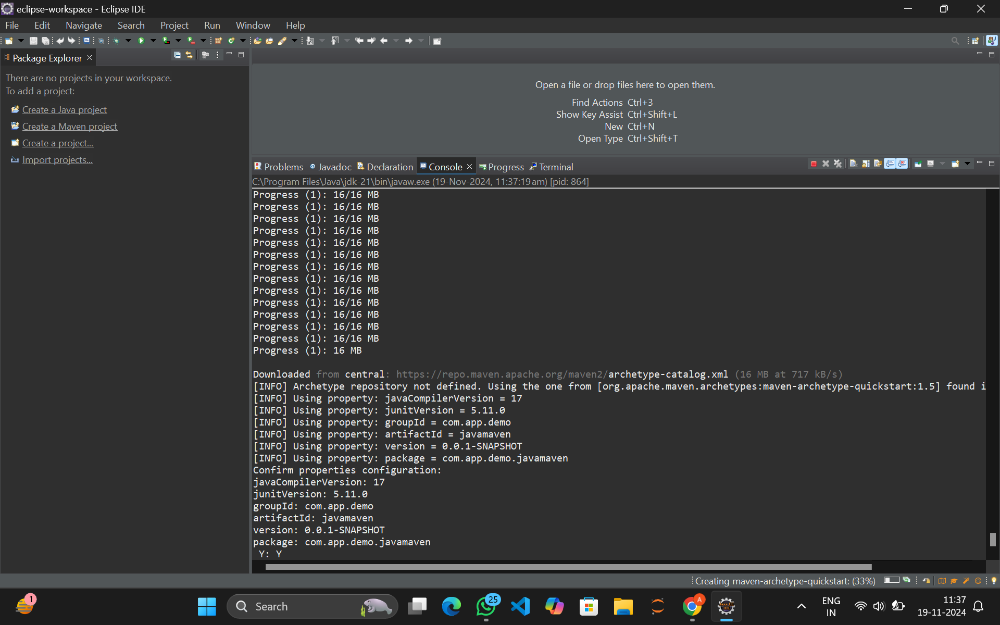 eclipse-workspace - Eclipse IDE
File Edit Navigate Search Project Run Window Help
Package Explorer
There are no projects in your workspace.
To add a project:
Create a Java project
Create a Maven project
Create a project...
Import projects...
Open a file or drop files here to open them.
Find Actions Ctrl+3
Show Key Assist Ctrl+Shift+L
New Ctrl+N
Open Type Ctrl+Shift+T
Problems Javadoc Declaration Console Progress Terminal
C:\Program Files\Java\jdk-21\bin\javaw.exe (19-Nov-2024, 11:37:19 am) [pid: 864]
Progress (1): 16/16 MB
Progress (1): 16/16 MB
Progress (1): 16/16 MB
Progress (1): 16/16 MB
Progress (1): 16/16 MB
Progress (1): 16/16 MB
Progress (1): 16/16 MB
Progress (1): 16/16 MB
Progress (1): 16/16 MB
Progress (1): 16/16 MB
Progress (1): 16/16 MB
Progress (1): 16/16 MB
Progress (1): 16/16 MB
Progress (1): 16 MB
Downloaded from central: https://repo.maven.apache.org/maven2/archetype-catalog.xml (16 MB at 717 kB/s)
[INFO] Archetype repository not defined. Using the one from [org.apache.maven.archetypes:maven-archetype-quickstart:1.5] found i
[INFO] Using property: javaCompilerVersion = 17
[INFO] Using property: junitVersion = 5.11.0
[INFO] Using property: groupId = com.app.demo
[INFO] Using property: artifactId = javamaven
[INFO] Using property: version = 0.0.1-SNAPSHOT
[INFO] Using property: package = com.app.demo.javamaven
Confirm properties configuration:
javaCompilerVersion: 17
junitVersion: 5.11.0
groupId: com.app.demo
artifactId: javamaven
version: 0.0.1-SNAPSHOT
package: com.app.demo.javamaven
Y: Y
Creating maven-archetype-quickstart: (33%)
1
Search
25
A
Java EE
IDE
ENG
IN
11:37
19-11-2024